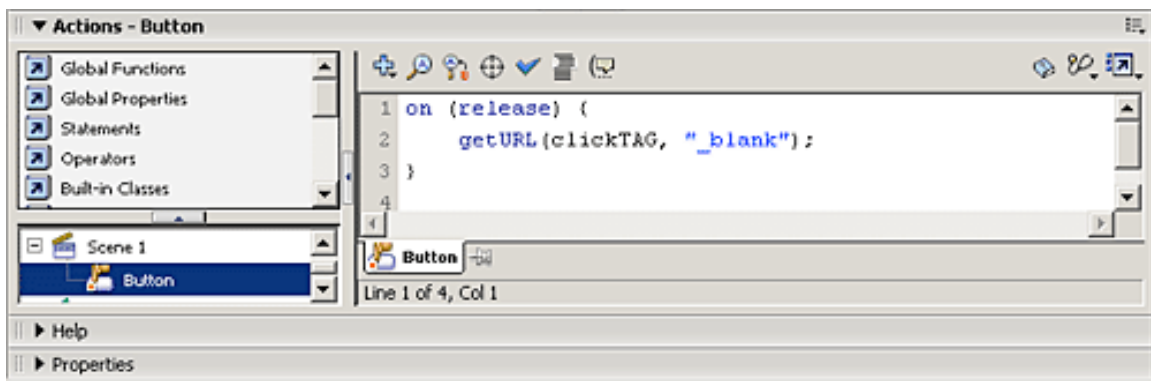 Actions - Button
Global Functions
Global Properties
Statements
Operators
Built-in Classes
Scene 1
Button
1 on (release) {
2 getURL(clickTAG, "_blank");
3 }
4
Button
Line 1 of 4, Col 1
Help
Properties